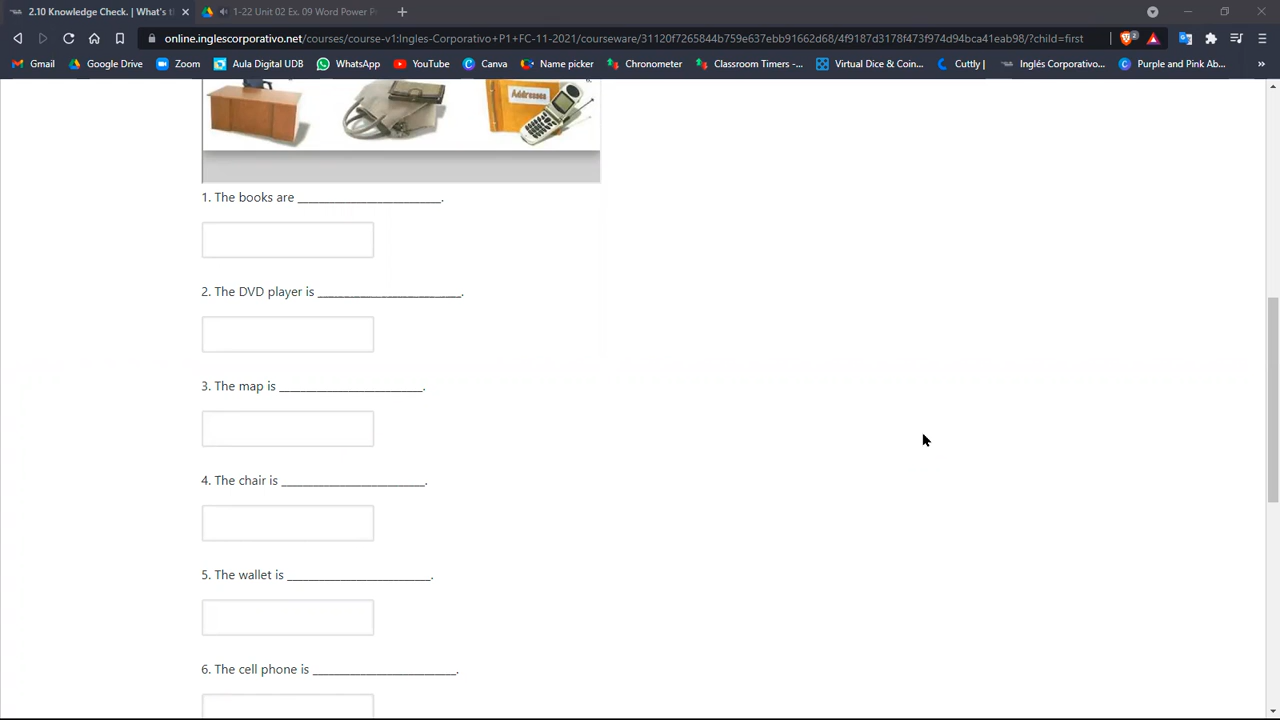 2.10 Knowledge Check. | What's t
1-22 Unit 02 Ex. 09 Word Power P
online.inglescorporativo.net/courses/course-v1:Ingles-Corporativo+P1+FC-11-2021/courseware/31120f7265844b759e637ebb91662d68/4f9187d3178f473f974d94bca41eab98/?child=first
2
Gmail
Google Drive
Zoom
Aula Digital UDB
WhatsApp
YouTube
Canva
Name picker
Chronometer
Classroom Timers -...
Virtual Dice & Coin...
Cuttly |
Inglés Corporativo...
Purple and Pink Ab...
»
Addresses
1. The books are ______________________.
2. The DVD player is ______________________.
3. The map is ______________________.
4. The chair is ______________________.
5. The wallet is ______________________.
6. The cell phone is ______________________.